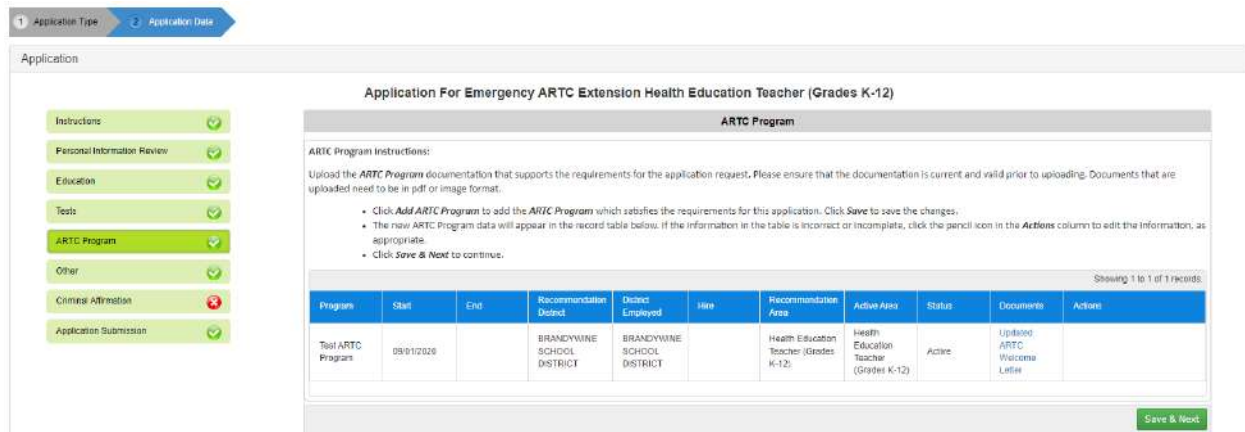 1 Application Type 2 Application Data
Application
Application For Emergency ARTC Extension Health Education Teacher (Grades K-12)
Instructions
Personal Information Review
Education
Tests
ARTC Program
Other
Criminal Affirmation
Application Submission
ARTC Program
ARTC Program Instructions:
Upload the ARTC Program documentation that supports the requirements for the application request. Please ensure that the documentation is current and valid prior to uploading. Documents that are
uploaded need to be in pdf or image format.
• Click Add ARTC Program to add the ARTC Program which satisfies the requirements for this application. Click Save to save the changes.
• The new ARTC Program data will appear in the record table below. If the information in the table is incorrect or incomplete, click the pencil icon in the Actions column to edit the information, as
appropriate.
• Click Save & Next to continue.
Showing 1 to 1 of 1 records.
Program Start End Recommendation District District Employed Hire Recommendation Area Active Area Status Documents Actions
Test ARTC Program 09/01/2020 BRANDYWINE SCHOOL DISTRICT BRANDYWINE SCHOOL DISTRICT Health Education Teacher (Grades K-12) Health Education Teacher (Grades K-12) Active Updated ARTC Welcome Letter
Save & Next